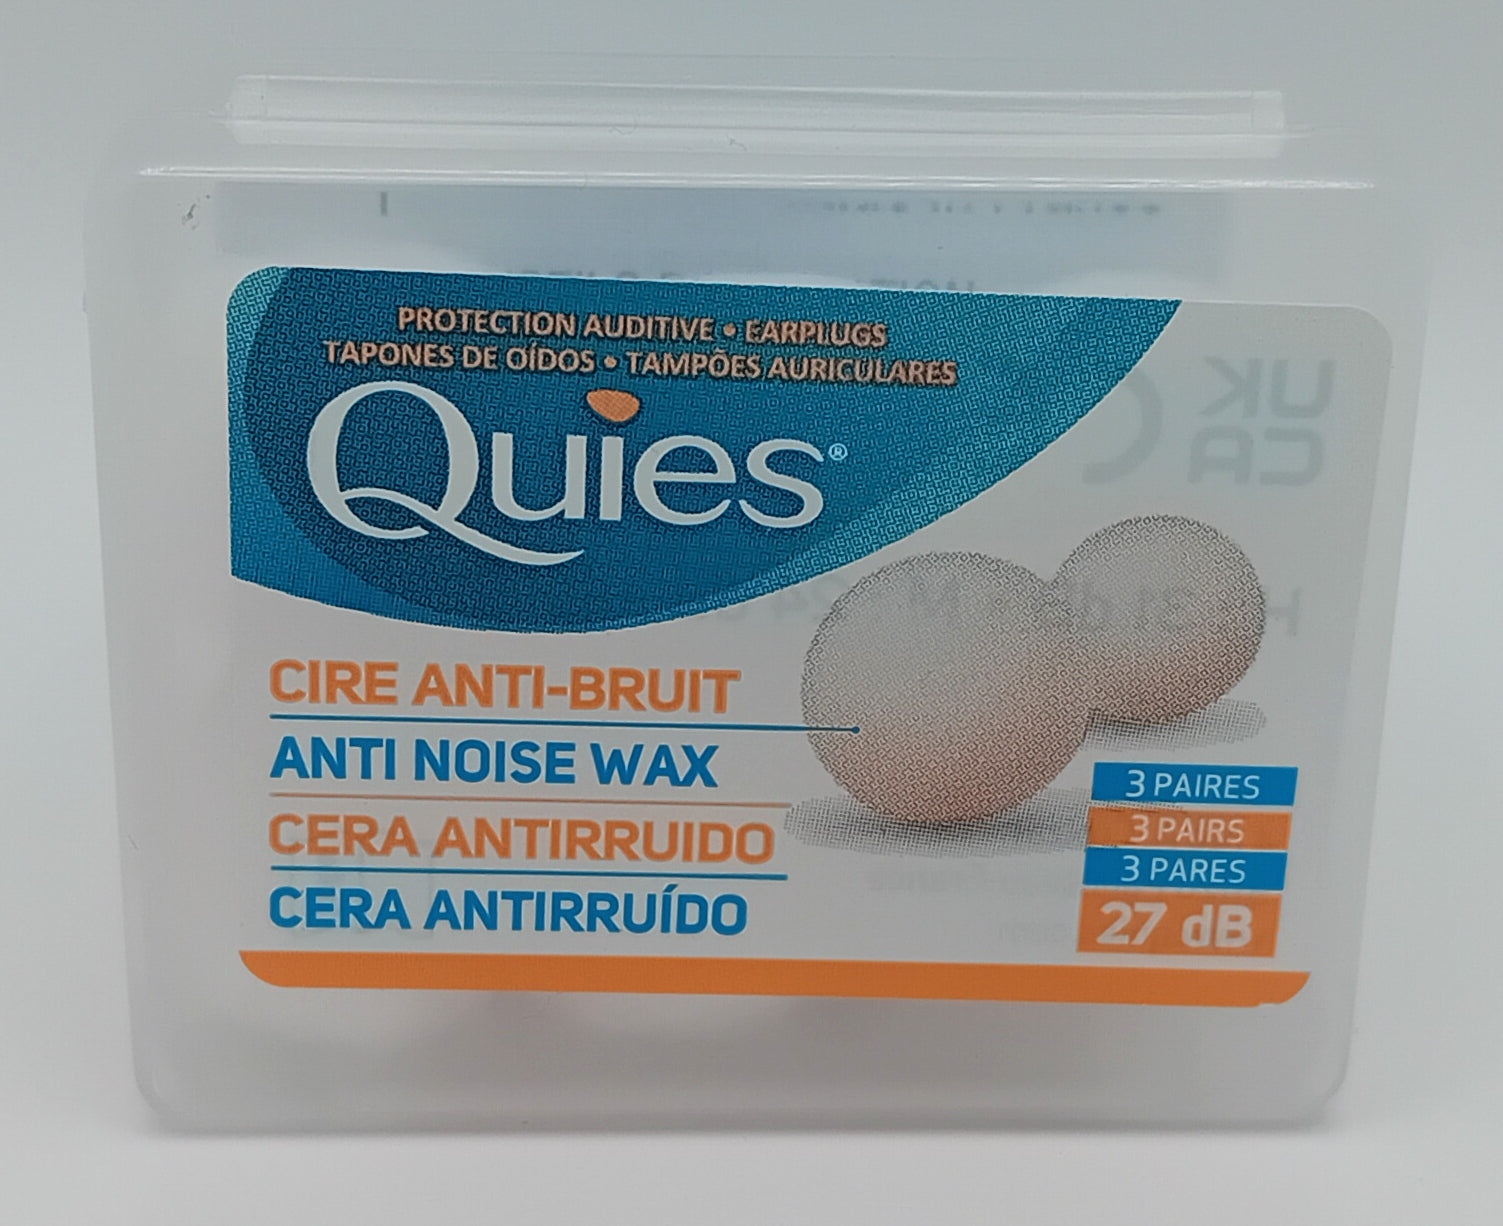 PROTECTION AUDITIVE • EARPLUGS
TAPONES DE OÍDOS • TAMPÕES AURICULARES
Quies®
CIRE ANTI-BRUIT
ANTI NOISE WAX
CERA ANTIRRUIDO
CERA ANTIRRUÍDO
3 PAIRES
3 PAIRS
3 PARES
27 dB
UK
CA